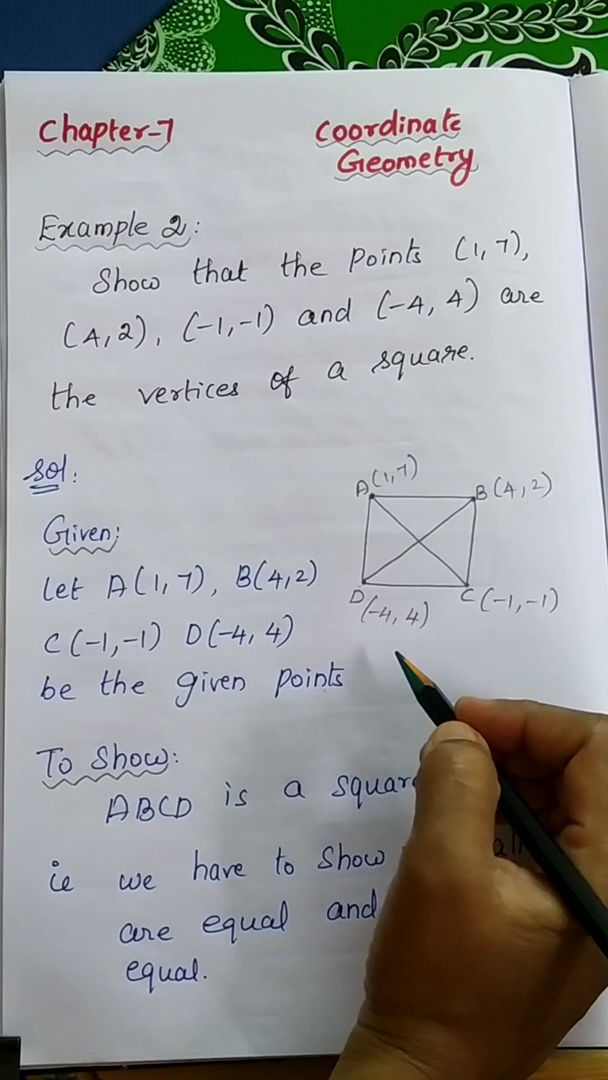 Chapter-7
Coordinate
Geometry
Example 2:
Show that the points (1,7),
(4,2), (-1,-1) and (-4, 4) are
the vertices of a square.
Sol:
A(1,7)
B(4,2)
Given:
Let A(1,7), B(4,2)
D(-4, 4)
C(-1,-1)
C(-1,-1) D(-4,4)
be the given points
To Show:
ABCD is a
ie we have to show
are equal and
equal.